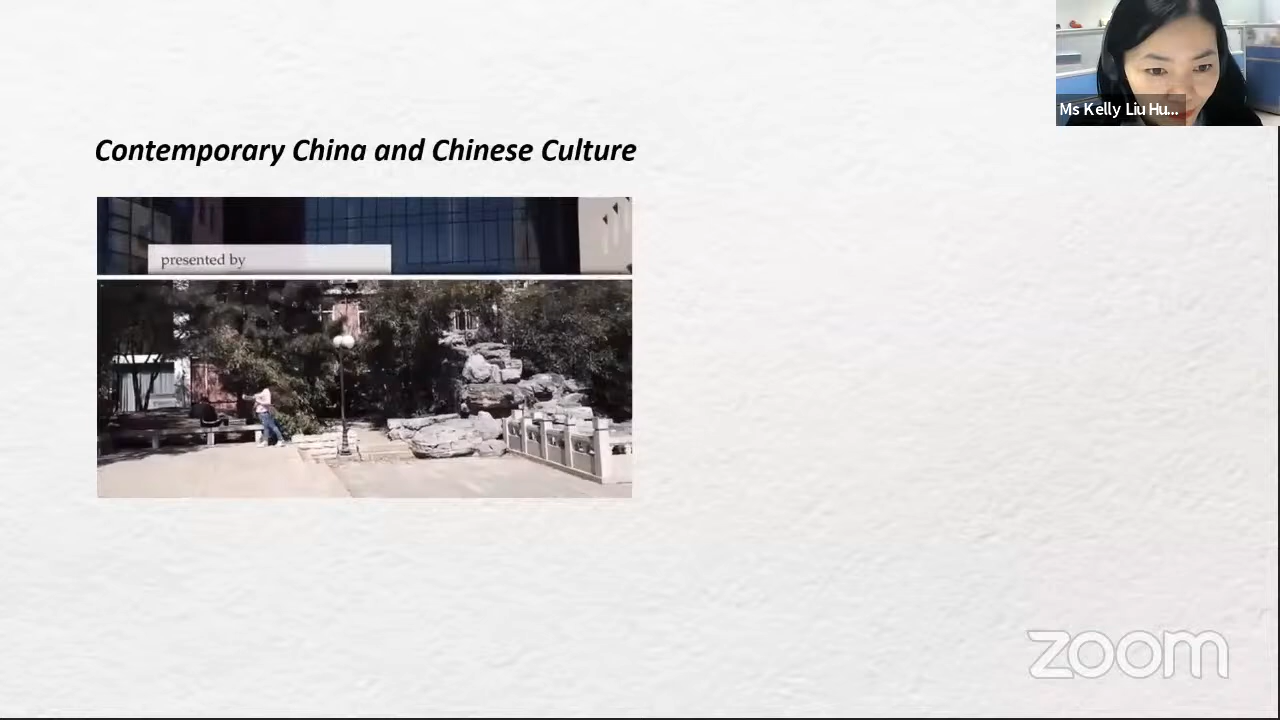 Contemporary China and Chinese Culture
Ms Kelly Liu Hu...
presented by
zoom